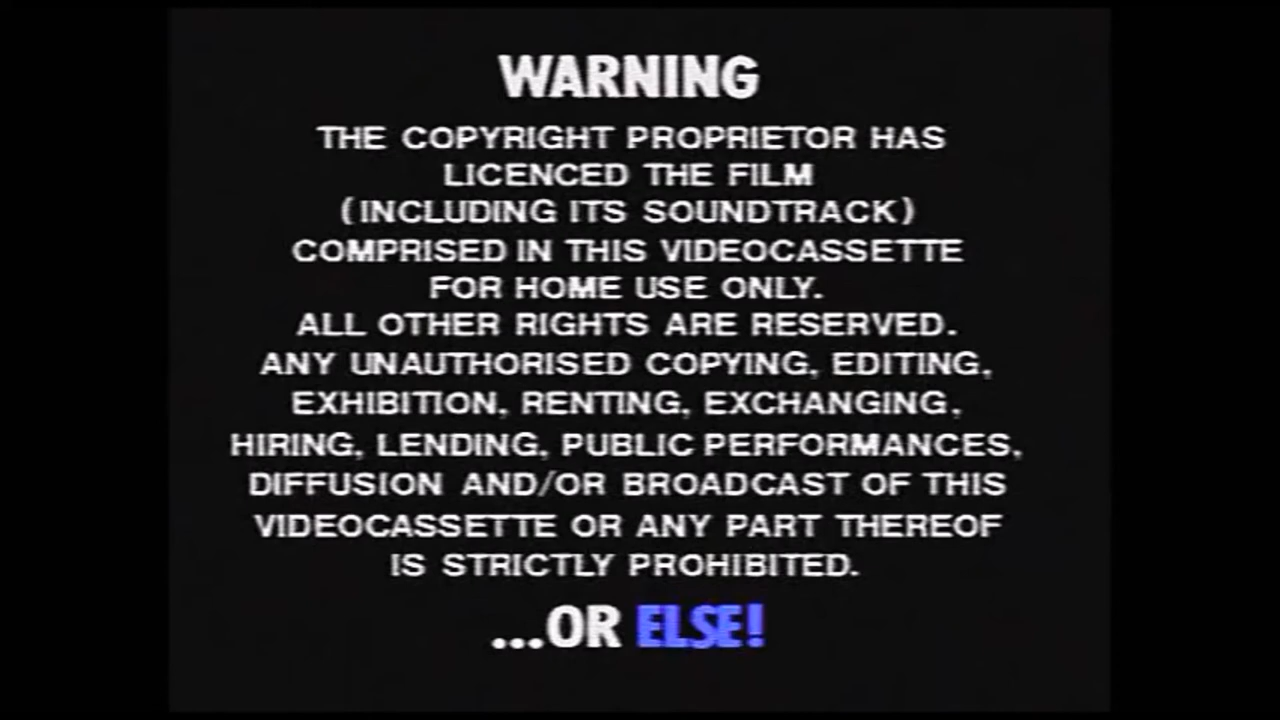 WARNING
THE COPYRIGHT PROPRIETOR HAS
LICENCED THE FILM
(INCLUDING ITS SOUNDTRACK)
COMPRISED IN THIS VIDEOCASSETTE
FOR HOME USE ONLY.
ALL OTHER RIGHTS ARE RESERVED.
ANY UNAUTHORISED COPYING, EDITING,
EXHIBITION, RENTING, EXCHANGING,
HIRING, LENDING, PUBLIC PERFORMANCES,
DIFFUSION AND/OR BROADCAST OF THIS
VIDEOCASSETTE OR ANY PART THEREOF
IS STRICTLY PROHIBITED.
...OR ELSE!